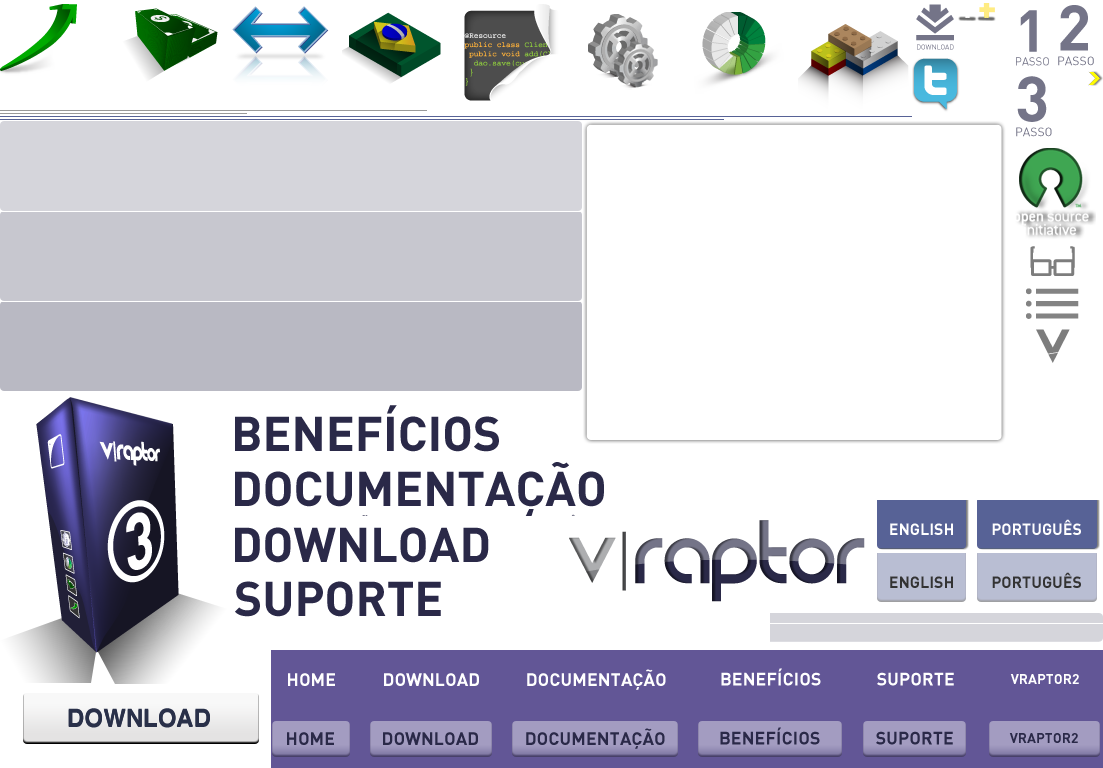 @Resource
public class Clien
public void add(C
dao.save(cu
}
}
DOWNLOAD
1
PASSO
2
PASSO
3
PASSO
open source
initiative
v|raptor
3
BENEFÍCIOS
DOCUMENTAÇÃO
DOWNLOAD
SUPORTE
v|raptor
ENGLISH PORTUGUÊS
ENGLISH PORTUGUÊS
HOME DOWNLOAD DOCUMENTAÇÃO BENEFÍCIOS SUPORTE VRAPTOR2
DOWNLOAD
HOME DOWNLOAD DOCUMENTAÇÃO BENEFÍCIOS SUPORTE VRAPTOR2